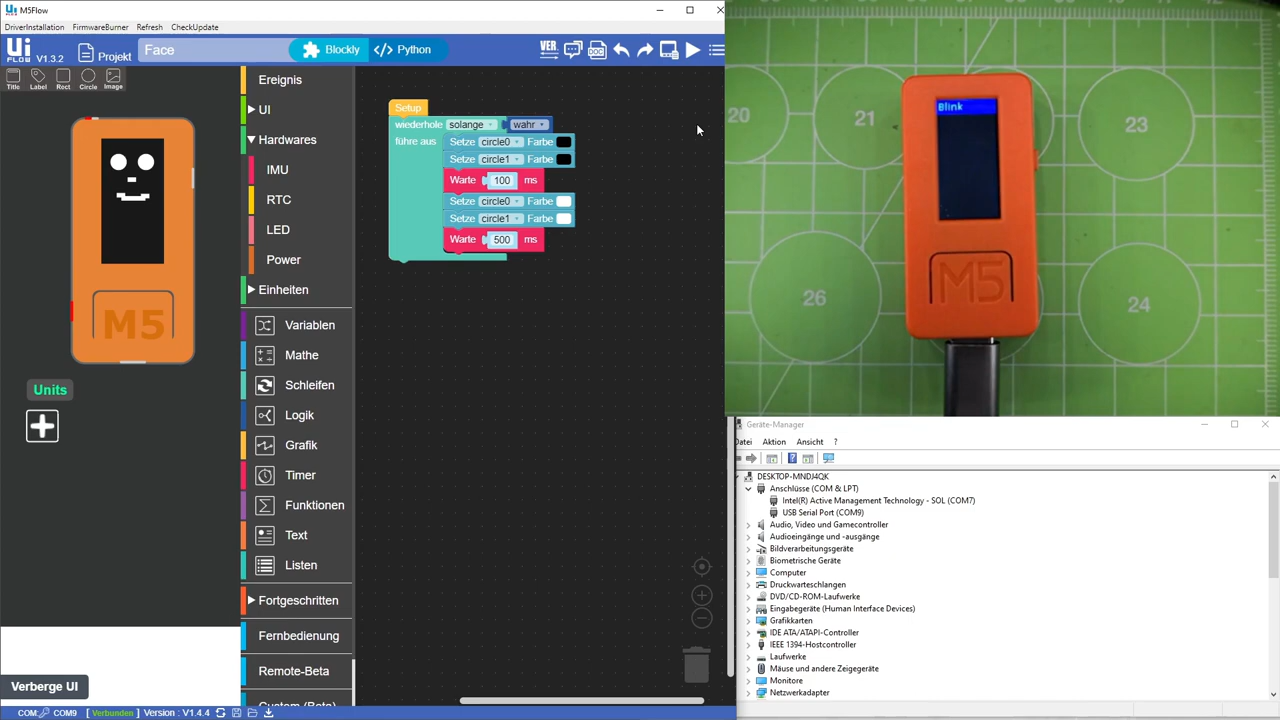 M5Flow
DriverInstallation FirmwareBurner Refresh CheckUpdate
Ui FLOW V1.3.2 Projekt Face Blockly </> Python VER DOC
Title Label Rect Circle Image
M5
Units
Verberge UI
Ereignis
UI
Hardwares
IMU
RTC
LED
Power
Einheiten
Variablen
Mathe
Schleifen
Logik
Grafik
Timer
Funktionen
Text
Listen
Fortgeschritten
Fernbedienung
Remote-Beta
Custom (Beta)
Setup
wiederhole solange wahr
führe aus Setze circle0 Farbe
Setze circle1 Farbe
Warte 100 ms
Setze circle0 Farbe
Setze circle1 Farbe
Warte 500 ms
COM: COM9 [ Verbunden ] Version : V1.4.4
Blink
M5
20
21
23
26
24
Geräte-Manager
Datei Aktion Ansicht ?
DESKTOP-MNDJ4QK
Anschlüsse (COM & LPT)
Intel(R) Active Management Technology - SOL (COM7)
USB Serial Port (COM9)
Audio, Video und Gamecontroller
Audioeingänge und -ausgänge
Bildverarbeitungsgeräte
Biometrische Geräte
Computer
Druckwarteschlangen
DVD/CD-ROM-Laufwerke
Eingabegeräte (Human Interface Devices)
Grafikkarten
IDE ATA/ATAPI-Controller
IEEE 1394-Hostcontroller
Laufwerke
Mäuse und andere Zeigegeräte
Monitore
Netzwerkadapter